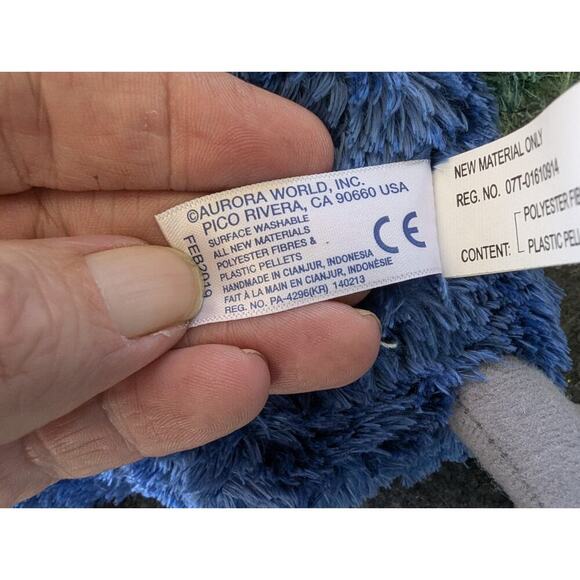 ©AURORA WORLD, INC.
PICO RIVERA, CA 90660 USA
SURFACE WASHABLE
ALL NEW MATERIALS
POLYESTER FIBRES &
PLASTIC PELLETS
HANDMADE IN CIANJUR, INDONESIA
FAIT À LA MAIN EN CIANJUR, INDONÉSIE
REG. NO. PA-4296(KR) 140213
FEB2019
CE
NEW MATERIAL ONLY
REG. NO. 07T-01610914
CONTENT:
POLYESTER
PLASTIC